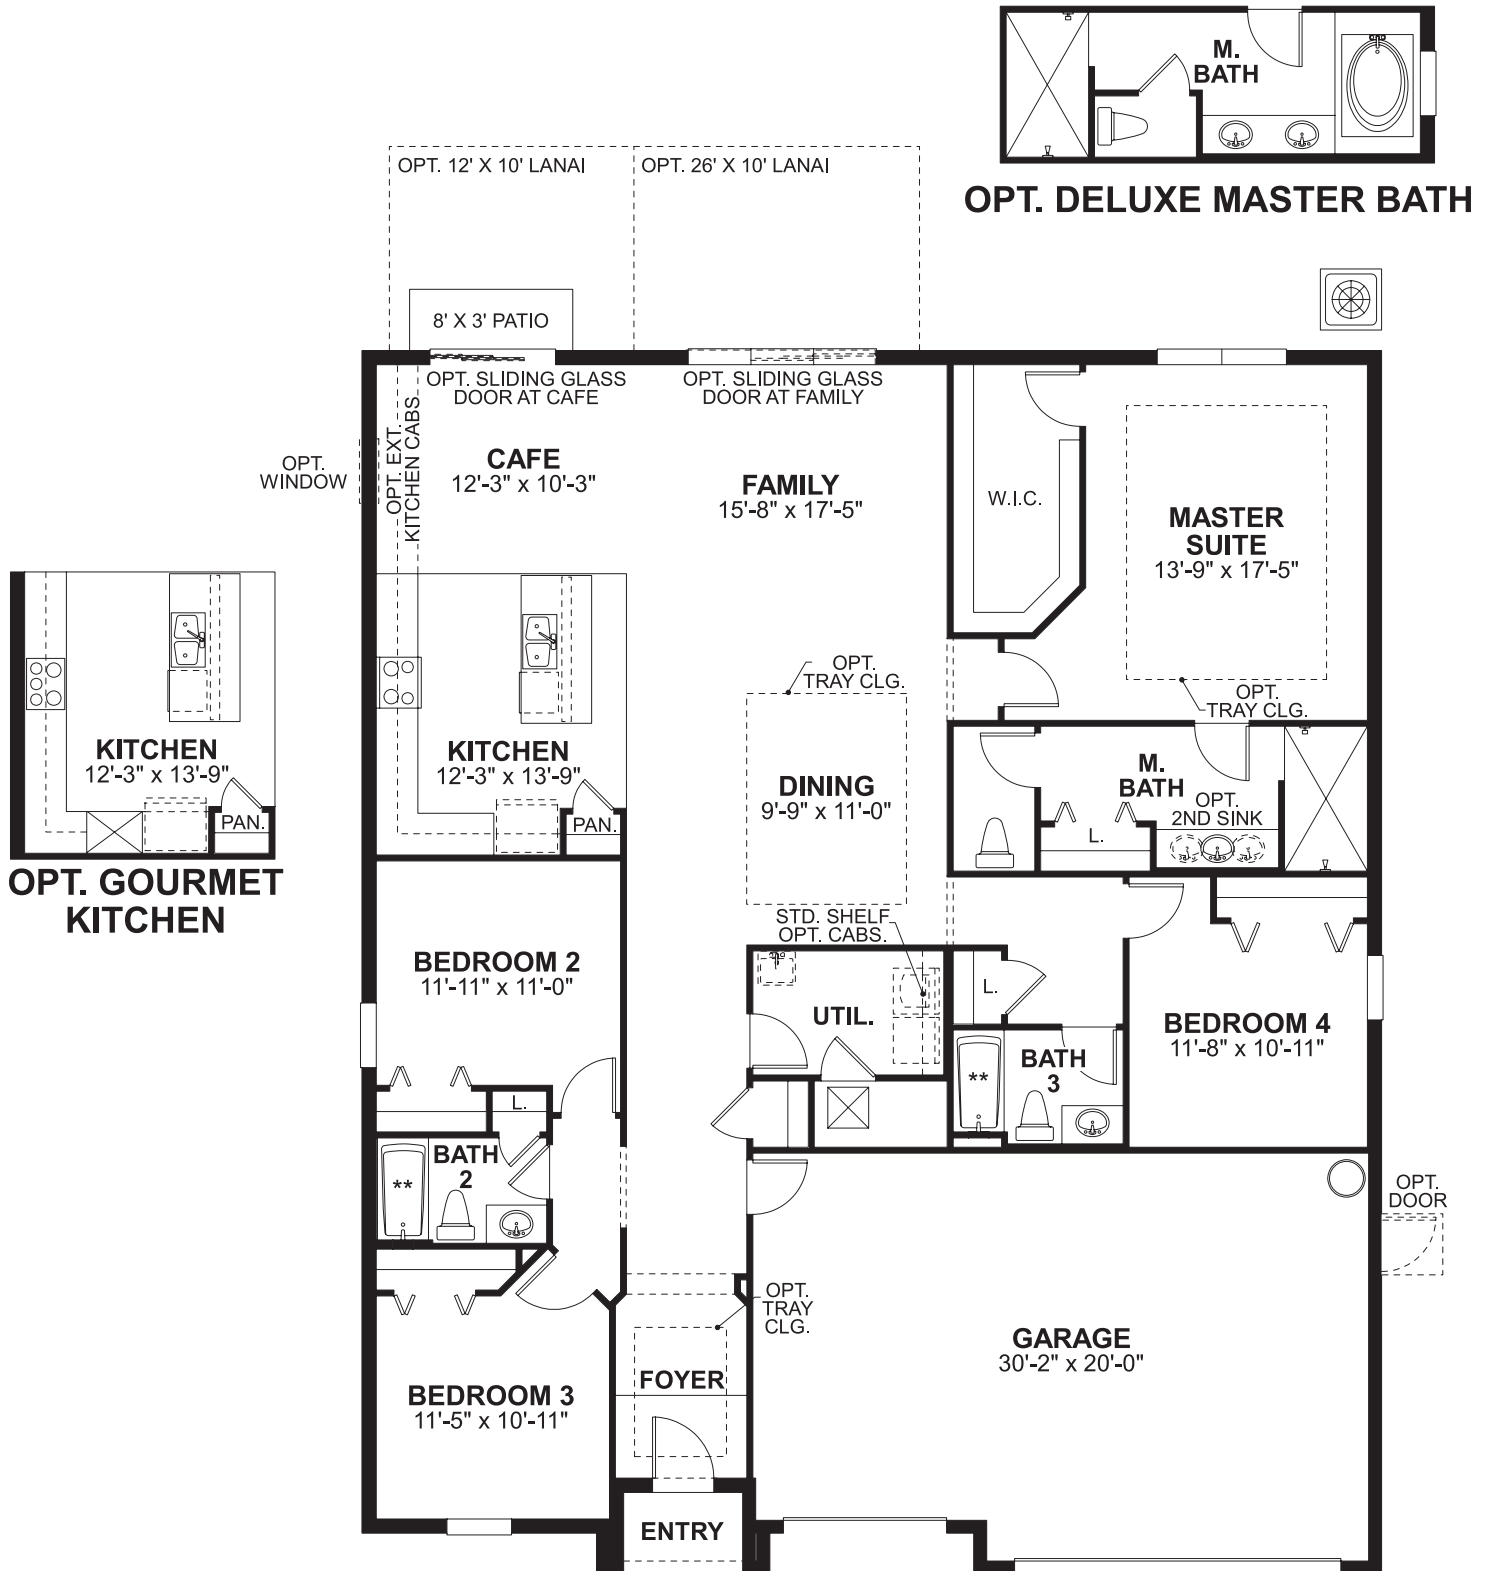 M.
BATH
OPT. DELUXE MASTER BATH
OPT. 12' X 10' LANAI
OPT. 26' X 10' LANAI
8' X 3' PATIO
OPT. SLIDING GLASS
DOOR AT CAFE
OPT. SLIDING GLASS
DOOR AT FAMILY
OPT.
WINDOW
OPT. EXT.
KITCHEN CABS.
CAFE
12'-3" x 10'-3"
FAMILY
15'-8" x 17'-5"
W.I.C.
MASTER
SUITE
13'-9" x 17'-5"
OPT.
TRAY CLG.
OPT.
TRAY CLG.
KITCHEN
12'-3" x 13'-9"
PAN.
OPT. GOURMET
KITCHEN
KITCHEN
12'-3" x 13'-9"
PAN.
DINING
9'-9" x 11'-0"
M.
BATH
OPT.
2ND SINK
L.
STD. SHELF
OPT. CABS.
BEDROOM 2
11'-11" x 11'-0"
UTIL.
L.
BEDROOM 4
11'-8" x 10'-11"
BATH
3
**
L.
BATH
2
**
OPT.
DOOR
OPT.
TRAY
CLG.
GARAGE
30'-2" x 20'-0"
FOYER
BEDROOM 3
11'-5" x 10'-11"
ENTRY